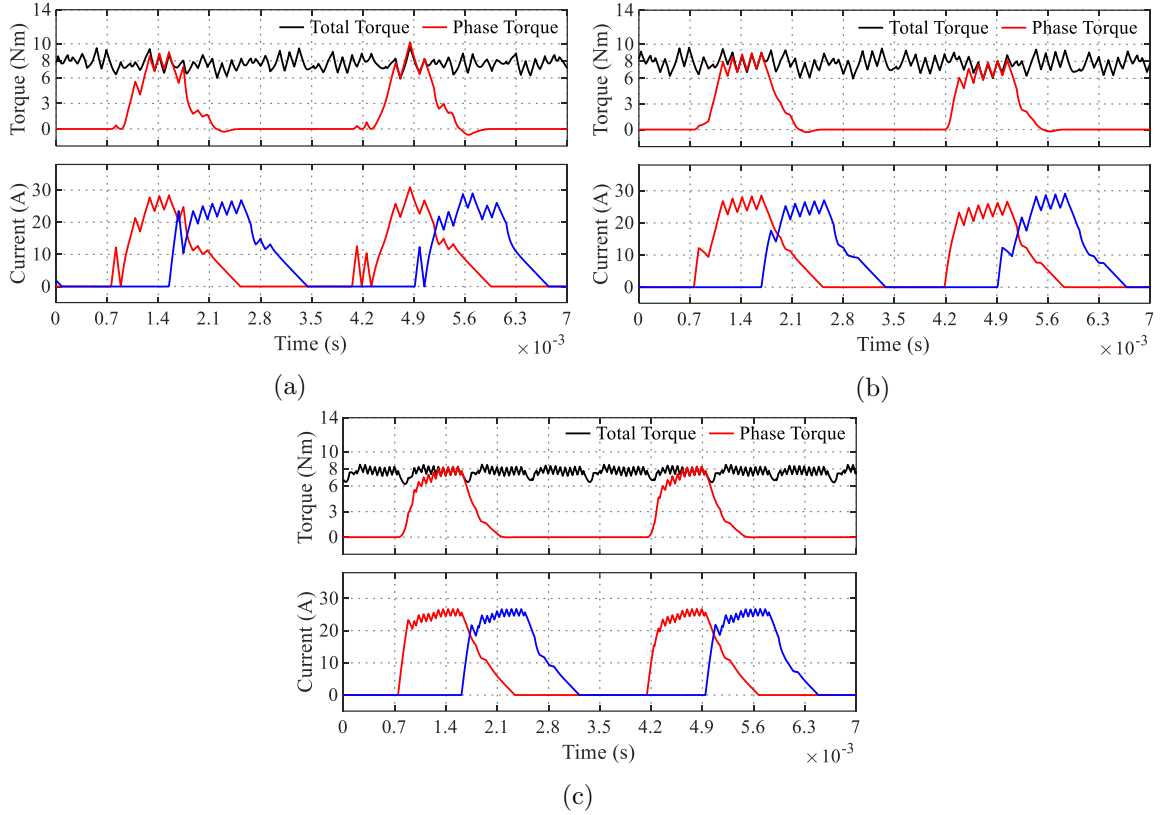 Total Torque Phase Torque
Torque (Nm)
14
10
8
6
3
0
Current (A)
30
20
10
0
0 0.7 1.4 2.1 2.8 3.5 4.2 4.9 5.6 6.3 7
Time (s)
×10⁻³
(a)
Total Torque Phase Torque
Torque (Nm)
14
10
8
6
3
0
Current (A)
30
20
10
0
0 0.7 1.4 2.1 2.8 3.5 4.2 4.9 5.6 6.3 7
Time (s)
×10⁻³
(b)
Total Torque Phase Torque
Torque (Nm)
14
10
8
6
3
0
Current (A)
30
20
10
0
0 0.7 1.4 2.1 2.8 3.5 4.2 4.9 5.6 6.3 7
Time (s)
×10⁻³
(c)